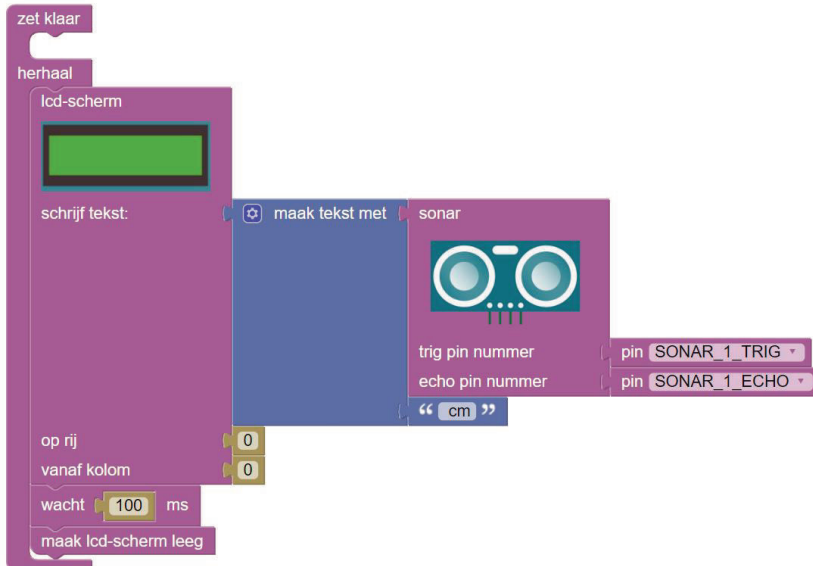 zet klaar
herhaal
lcd-scherm
schrijf tekst: maak tekst met sonar
trig pin nummer pin SONAR_1_TRIG
echo pin nummer pin SONAR_1_ECHO
“ cm ”
op rij 0
vanaf kolom 0
wacht 100 ms
maak lcd-scherm leeg